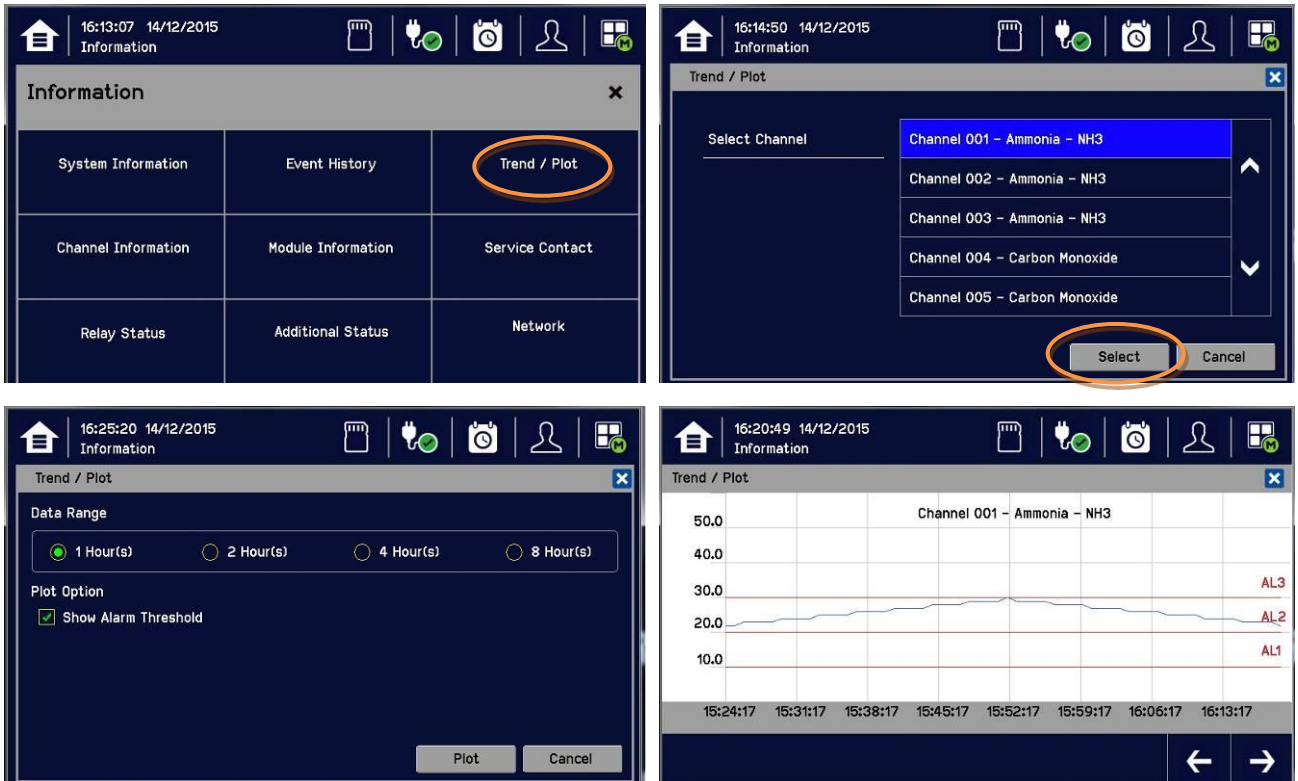 16:13:07 14/12/2015
Information
M
Information
System Information
Event History
Trend / Plot
Channel Information
Module Information
Service Contact
Relay Status
Additional Status
Network
16:14:50 14/12/2015
Information
M
Trend / Plot
Select Channel
Channel 001 - Ammonia - NH3
Channel 002 - Ammonia - NH3
Channel 003 - Ammonia - NH3
Channel 004 - Carbon Monoxide
Channel 005 - Carbon Monoxide
Select Cancel
16:25:20 14/12/2015
Information
M
Trend / Plot
Data Range
1 Hour(s) 2 Hour(s) 4 Hour(s) 8 Hour(s)
Plot Option
Show Alarm Threshold
Plot Cancel
16:20:49 14/12/2015
Information
M
Trend / Plot
Channel 001 - Ammonia - NH3
50.0
40.0
30.0
20.0
10.0
AL3
AL2
AL1
15:24:17 15:31:17 15:38:17 15:45:17 15:52:17 15:59:17 16:06:17 16:13:17